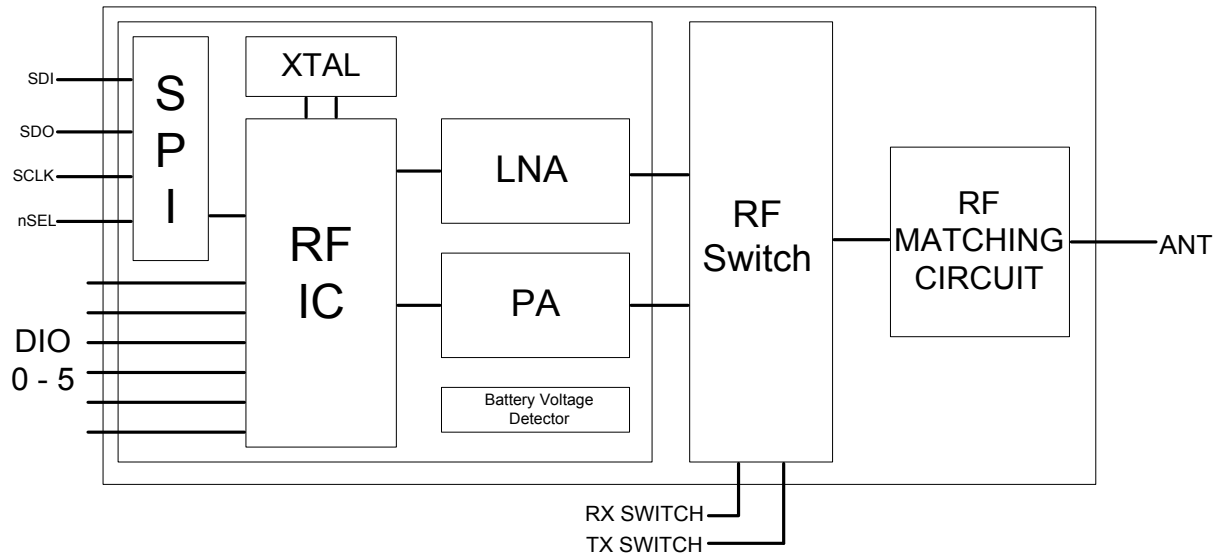 SDI
SDO
SCLK
nSEL
S
P
I
XTAL
RF
IC
LNA
PA
Battery Voltage
Detector
RF
Switch
RF
MATCHING
CIRCUIT
ANT
DIO
0 - 5
RX SWITCH
TX SWITCH